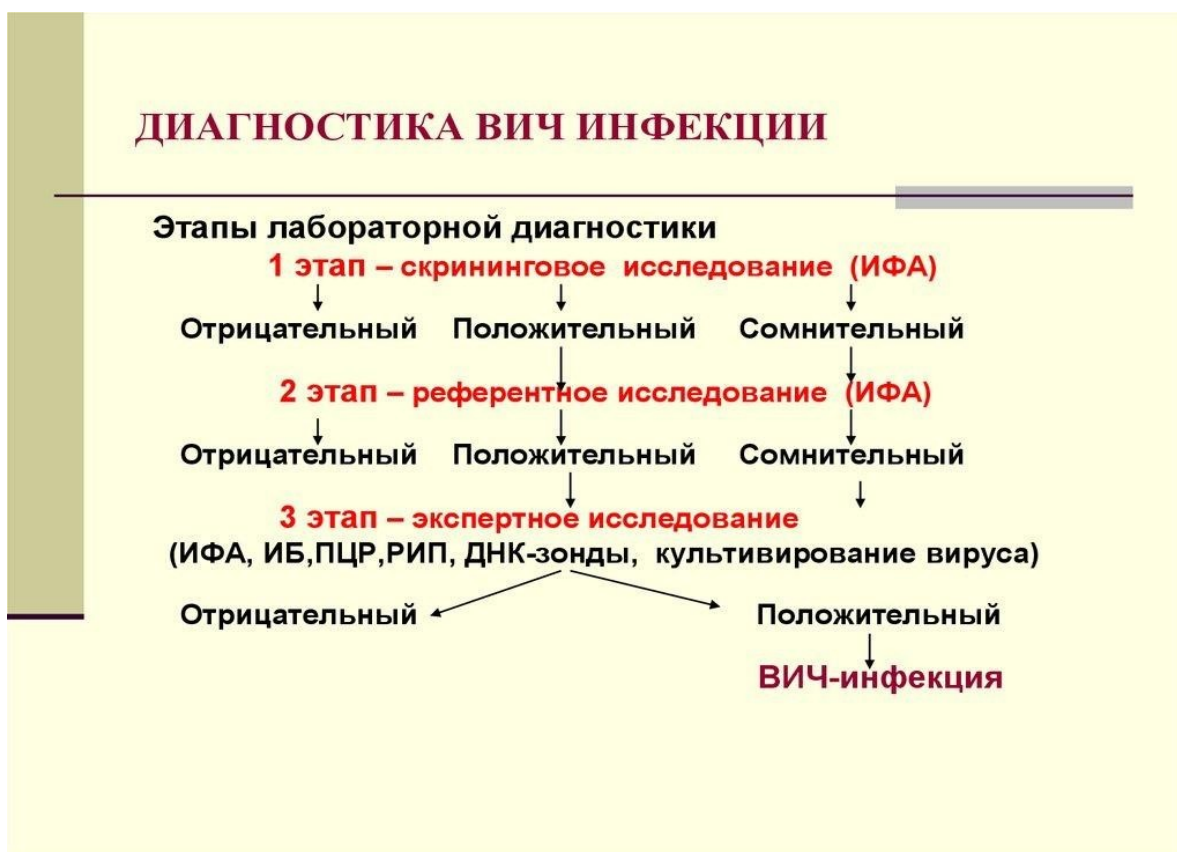 ДИАГНОСТИКА ВИЧ ИНФЕКЦИИ
Этапы лабораторной диагностики
1 этап – скрининговое исследование (ИФА)
Отрицательный Положительный Сомнительный
2 этап – референтное исследование (ИФА)
Отрицательный Положительный Сомнительный
3 этап – экспертное исследование
(ИФА, ИБ,ПЦР,РИП, ДНК-зонды, культивирование вируса)
Отрицательный Положительный
ВИЧ-инфекция